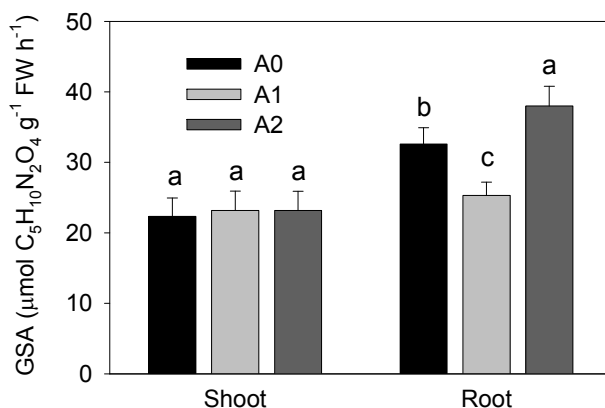 50
40
30
20
10
0
GSA (μmol C₅H₁₀N₂O₄ g⁻¹ FW h⁻¹)
A0
A1
A2
a a a
b c a
Shoot Root